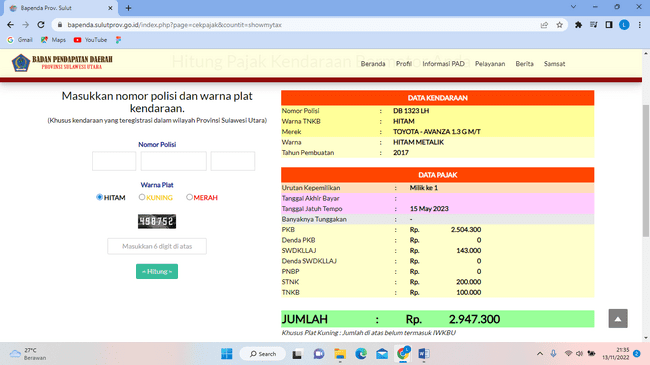 Bapenda Prov. Sulut
bapenda.sulutprov.go.id/index.php?page=cekpajak&countit=showmytax
L
Gmail Maps YouTube
BADAN PENDAPATAN DAERAH
PROVINSI SULAWESI UTARA
Beranda Profil Informasi PAD Pelayanan Berita Samsat
Masukkan nomor polisi dan warna plat
kendaraan.
(Khusus kendaraan yang teregistrasi dalam wilayah Provinsi Sulawesi Utara)
Nomor Polisi
Warna Plat
HITAM KUNING MERAH
498752
Masukkan 6 digit di atas
~ Hitung ~
DATA KENDARAAN
Nomor Polisi : DB 1323 LH
Warna TNKB : HITAM
Merek : TOYOTA - AVANZA 1.3 G M/T
Warna : HITAM METALIK
Tahun Pembuatan : 2017
DATA PAJAK
Urutan Kepemilikan : Milik ke 1
Tanggal Akhir Bayar :
Tanggal Jatuh Tempo : 15 May 2023
Banyaknya Tunggakan : -
PKB : Rp. 2.504.300
Denda PKB : Rp. 0
SWDKLLAJ : Rp. 143.000
Denda SWDKLLAJ : Rp. 0
PNBP : Rp. 0
STNK : Rp. 200.000
TNKB : Rp. 100.000
JUMLAH : Rp. 2.947.300
Khusus Plat Kuning : Jumlah di atas belum termasuk IWKBU
27°C
Berawan
Search
21:35
13/11/2022
2